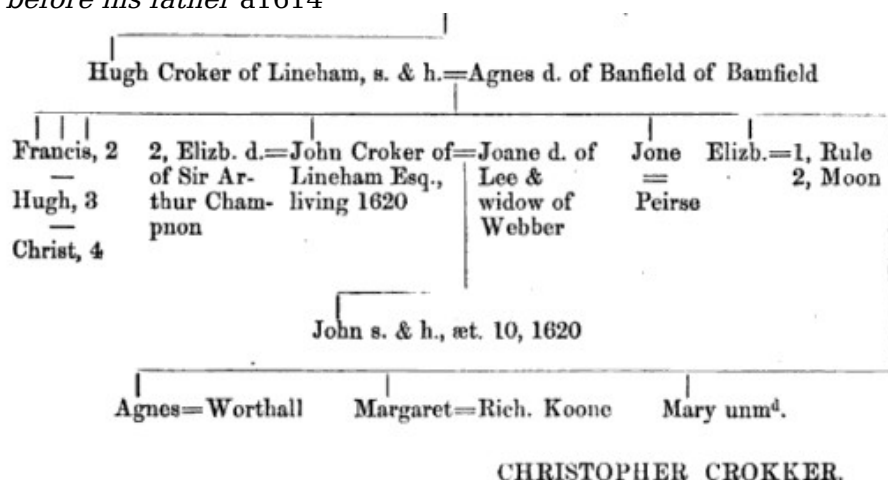 before his father a1614
Hugh Croker of Lineham, s. & h.=Agnes d. of Banfield of Bamfield
Francis, 2
—
Hugh, 3
—
Christ, 4
2, Elizb. d.=John Croker of=Joane d. of
of Sir Ar- Lineham Esq., Lee &
thur Cham- living 1620 widow of
pnon Webber
Jone
=
Peirse
Elizb.=1, Rule
2, Moon
John s. & h., æt. 10, 1620
Agnes=Worthall Margaret=Rich. Koone Mary unmᵈ.
CHRISTOPHER CROKKER.